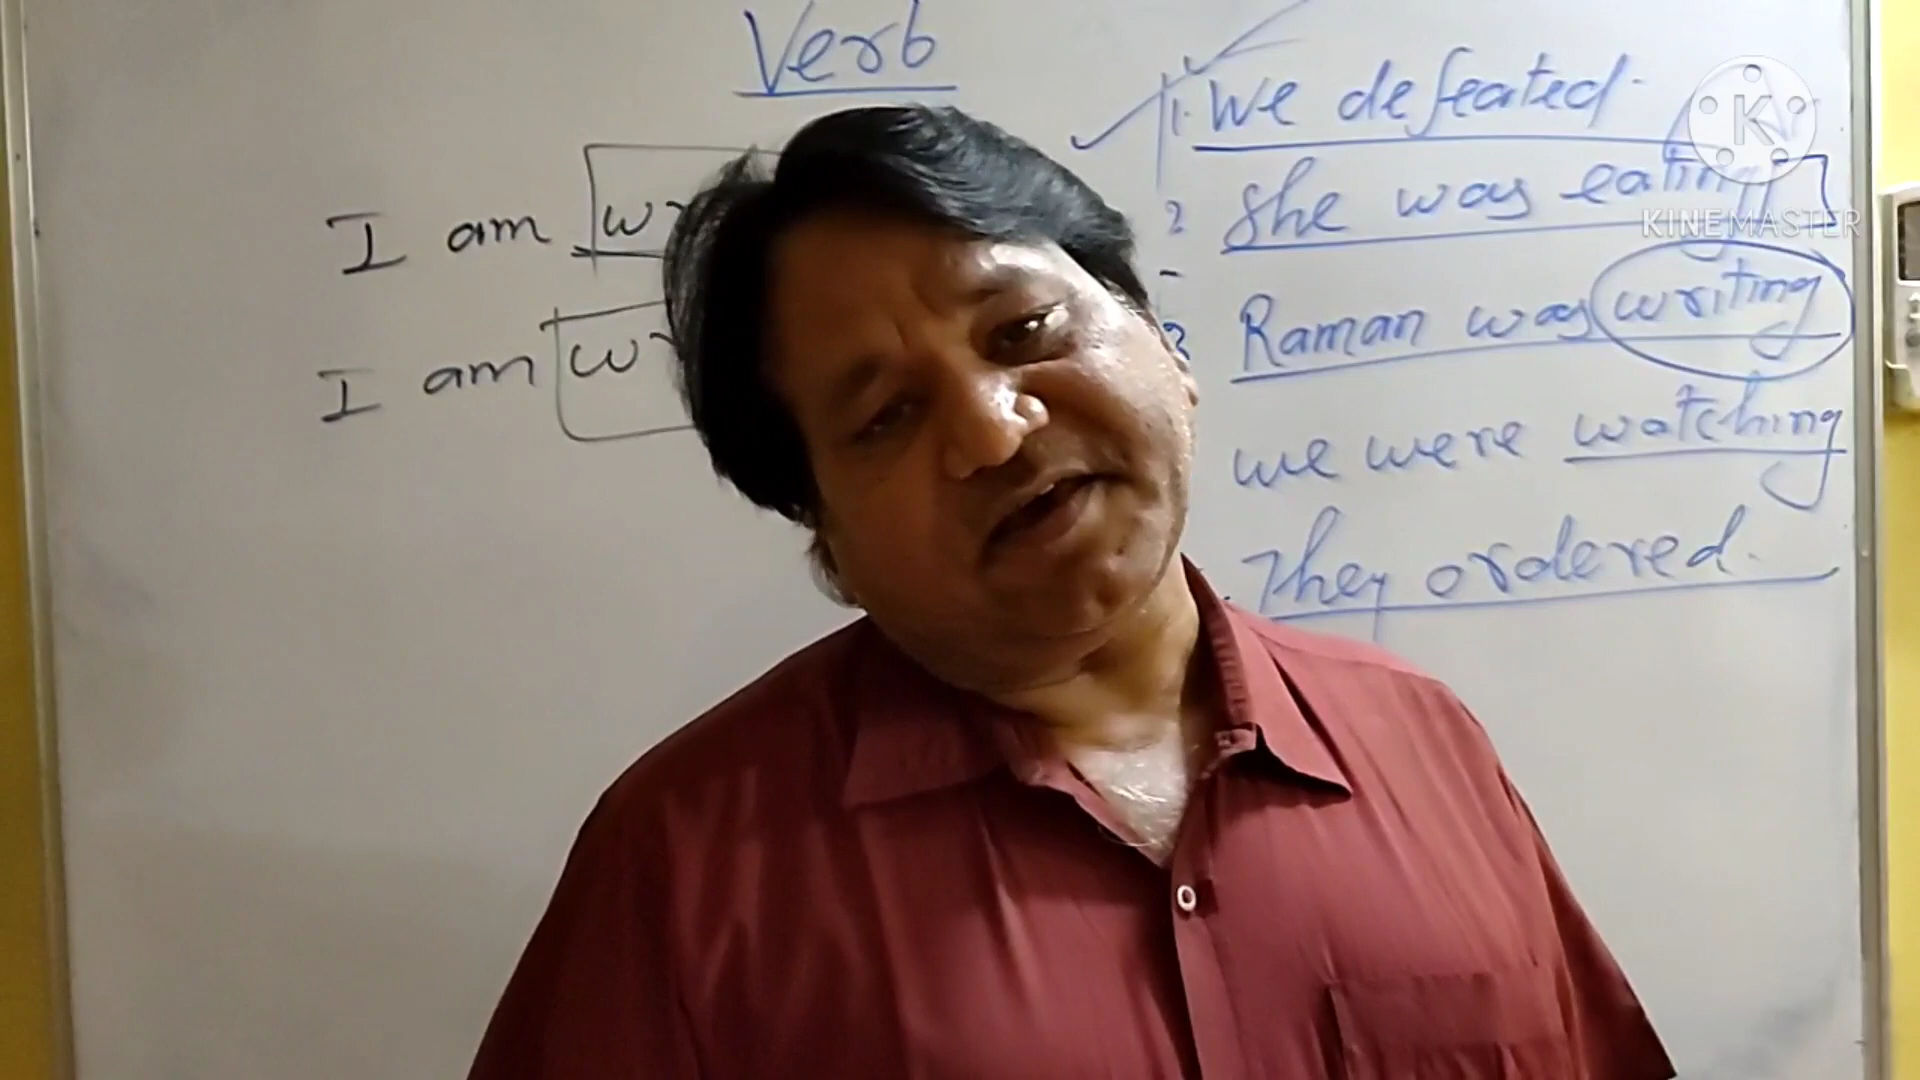 Verb
I am
I am
1. We defeated.
2 She was eating
3 Raman was writing
we were watching
They ordered.
K
KINEMASTER